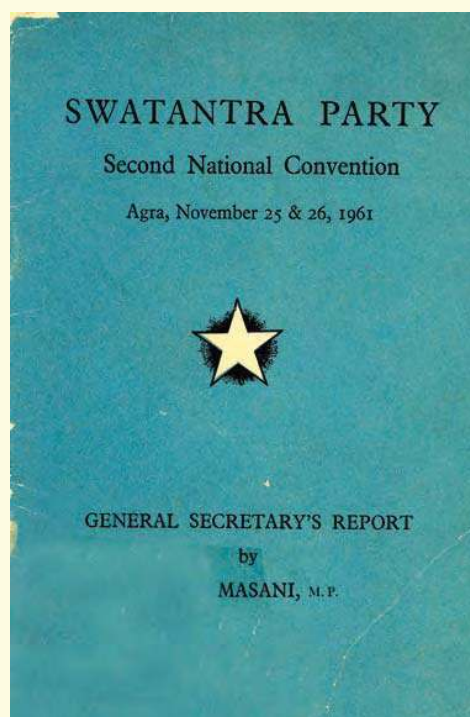 SWATANTRA PARTY
Second National Convention
Agra, November 25 & 26, 1961
GENERAL SECRETARY'S REPORT
by
MASANI, M.P.